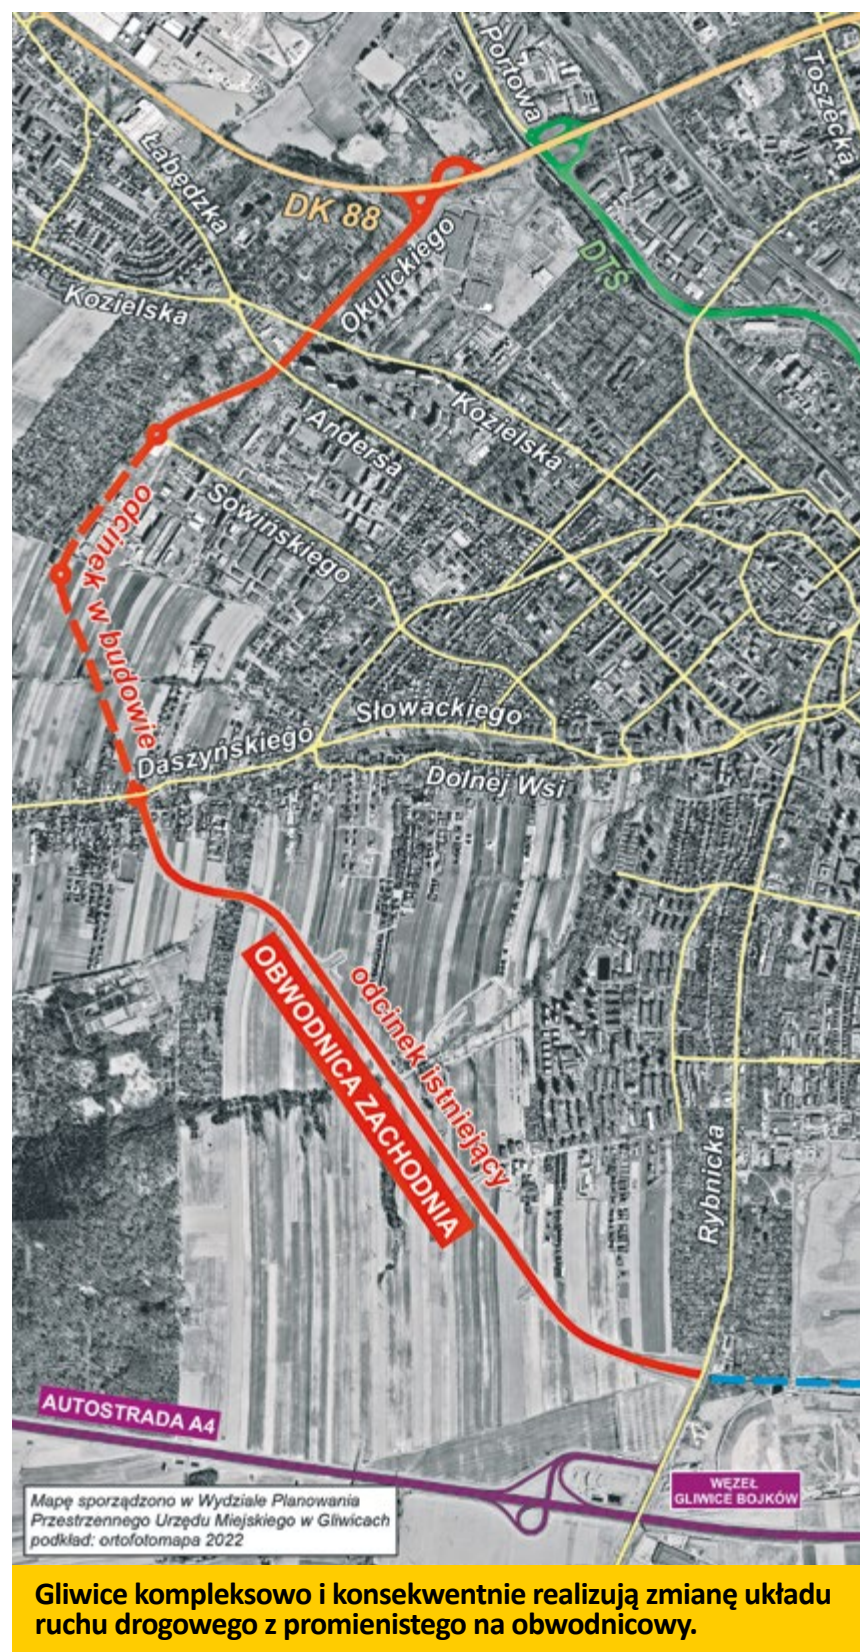 Portowa
Toszecka
Łabędzka
DK 88
Okulickiego
DTŚ
Kozielska
Kozielska
Andersa
Sowińskiego
odcinek w budowie
Słowackiego
Daszyńskiego
Dolnej Wsi
OBWODNICA ZACHODNIA
odcinek istniejący
Rybnicka
AUTOSTRADA A4
WĘZEŁ
GLIWICE BOJKÓW
Mapę sporządzono w Wydziale Planowania
Przestrzennego Urzędu Miejskiego w Gliwicach
podkład: ortofotomapa 2022
Gliwice kompleksowo i konsekwentnie realizują zmianę układu
ruchu drogowego z promienistego na obwodnicowy.